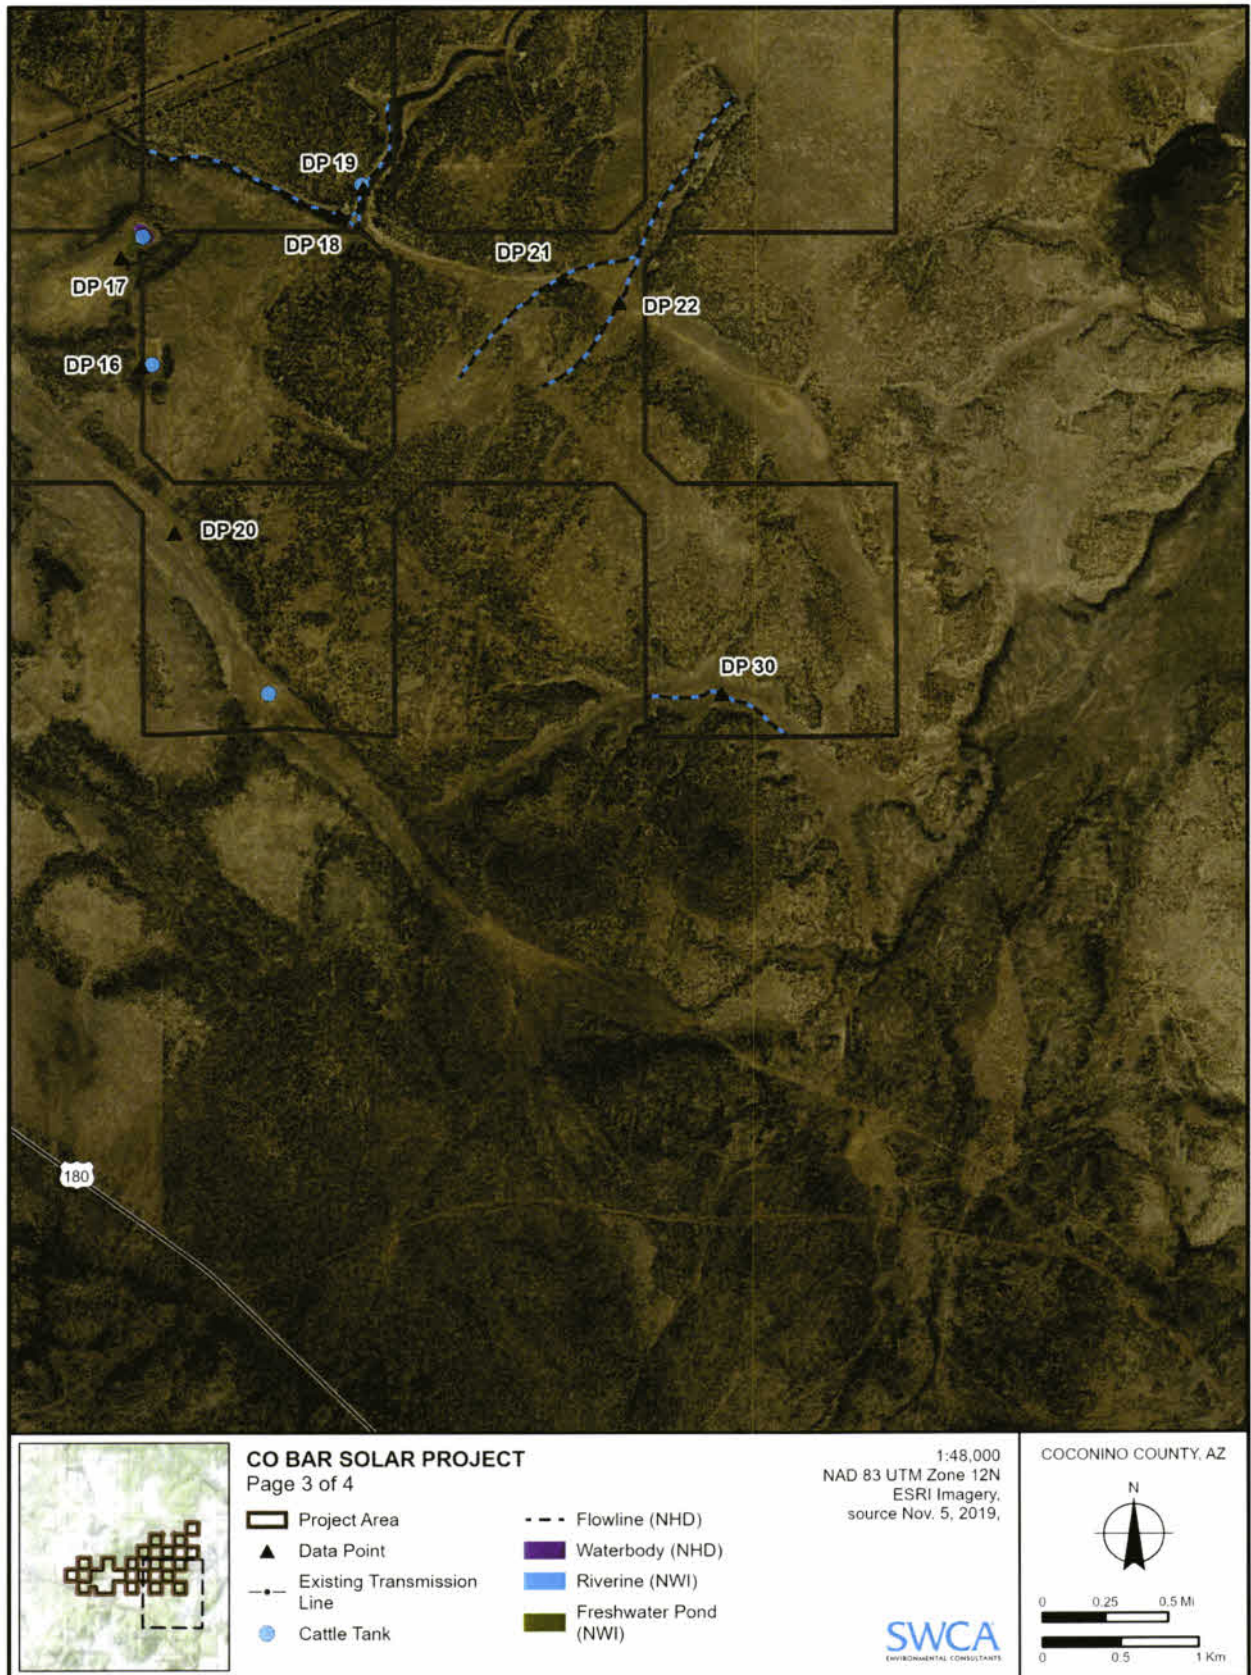 DP 19
DP 18
DP 21
DP 17
DP 22
DP 16
DP 20
DP 30
180
CO BAR SOLAR PROJECT
Page 3 of 4
Project Area
Data Point
Existing Transmission
Line
Cattle Tank
Flowline (NHD)
Waterbody (NHD)
Riverine (NWI)
Freshwater Pond
(NWI)
1:48,000
NAD 83 UTM Zone 12N
ESRI Imagery,
source Nov. 5, 2019,
SWCA
ENVIRONMENTAL CONSULTANTS
COCONINO COUNTY, AZ
N
0 0.25 0.5 Mi
0 0.5 1 Km